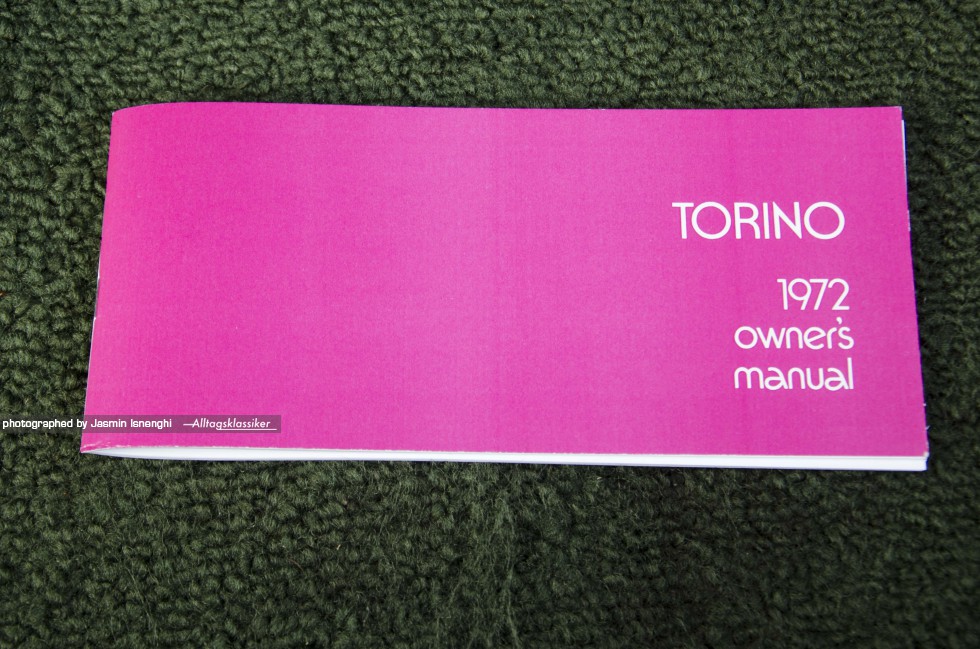 TORINO
1972
owner's
manual
photographed by Jasmin Isnenghi —Alltagsklassiker